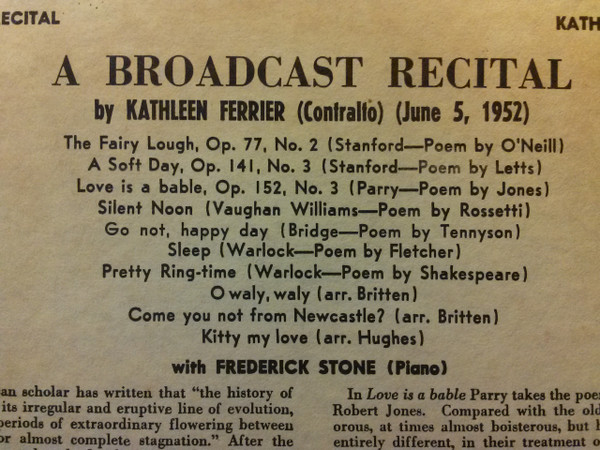 ECITAL
KATH
A BROADCAST RECITAL
by KATHLEEN FERRIER (Contralto) (June 5, 1952)
The Fairy Lough, Op. 77, No. 2 (Stanford—Poem by O'Neill)
A Soft Day, Op. 141, No. 3 (Stanford—Poem by Letts)
Love is a bable, Op. 152, No. 3 (Parry—Poem by Jones)
Silent Noon (Vaughan Williams—Poem by Rossetti)
Go not, happy day (Bridge—Poem by Tennyson)
Sleep (Warlock—Poem by Fletcher)
Pretty Ring-time (Warlock—Poem by Shakespeare)
O waly, waly (arr. Britten)
Come you not from Newcastle? (arr. Britten)
Kitty my love (arr. Hughes)
with FREDERICK STONE (Piano)
an scholar has written that "the history of
its irregular and eruptive line of evolution,
periods of extraordinary flowering between
or almost complete stagnation." After the
In Love is a bable Parry takes the poe
Robert Jones. Compared with the old
orous, at times almost boisterous, but h
entirely different, in their treatment o